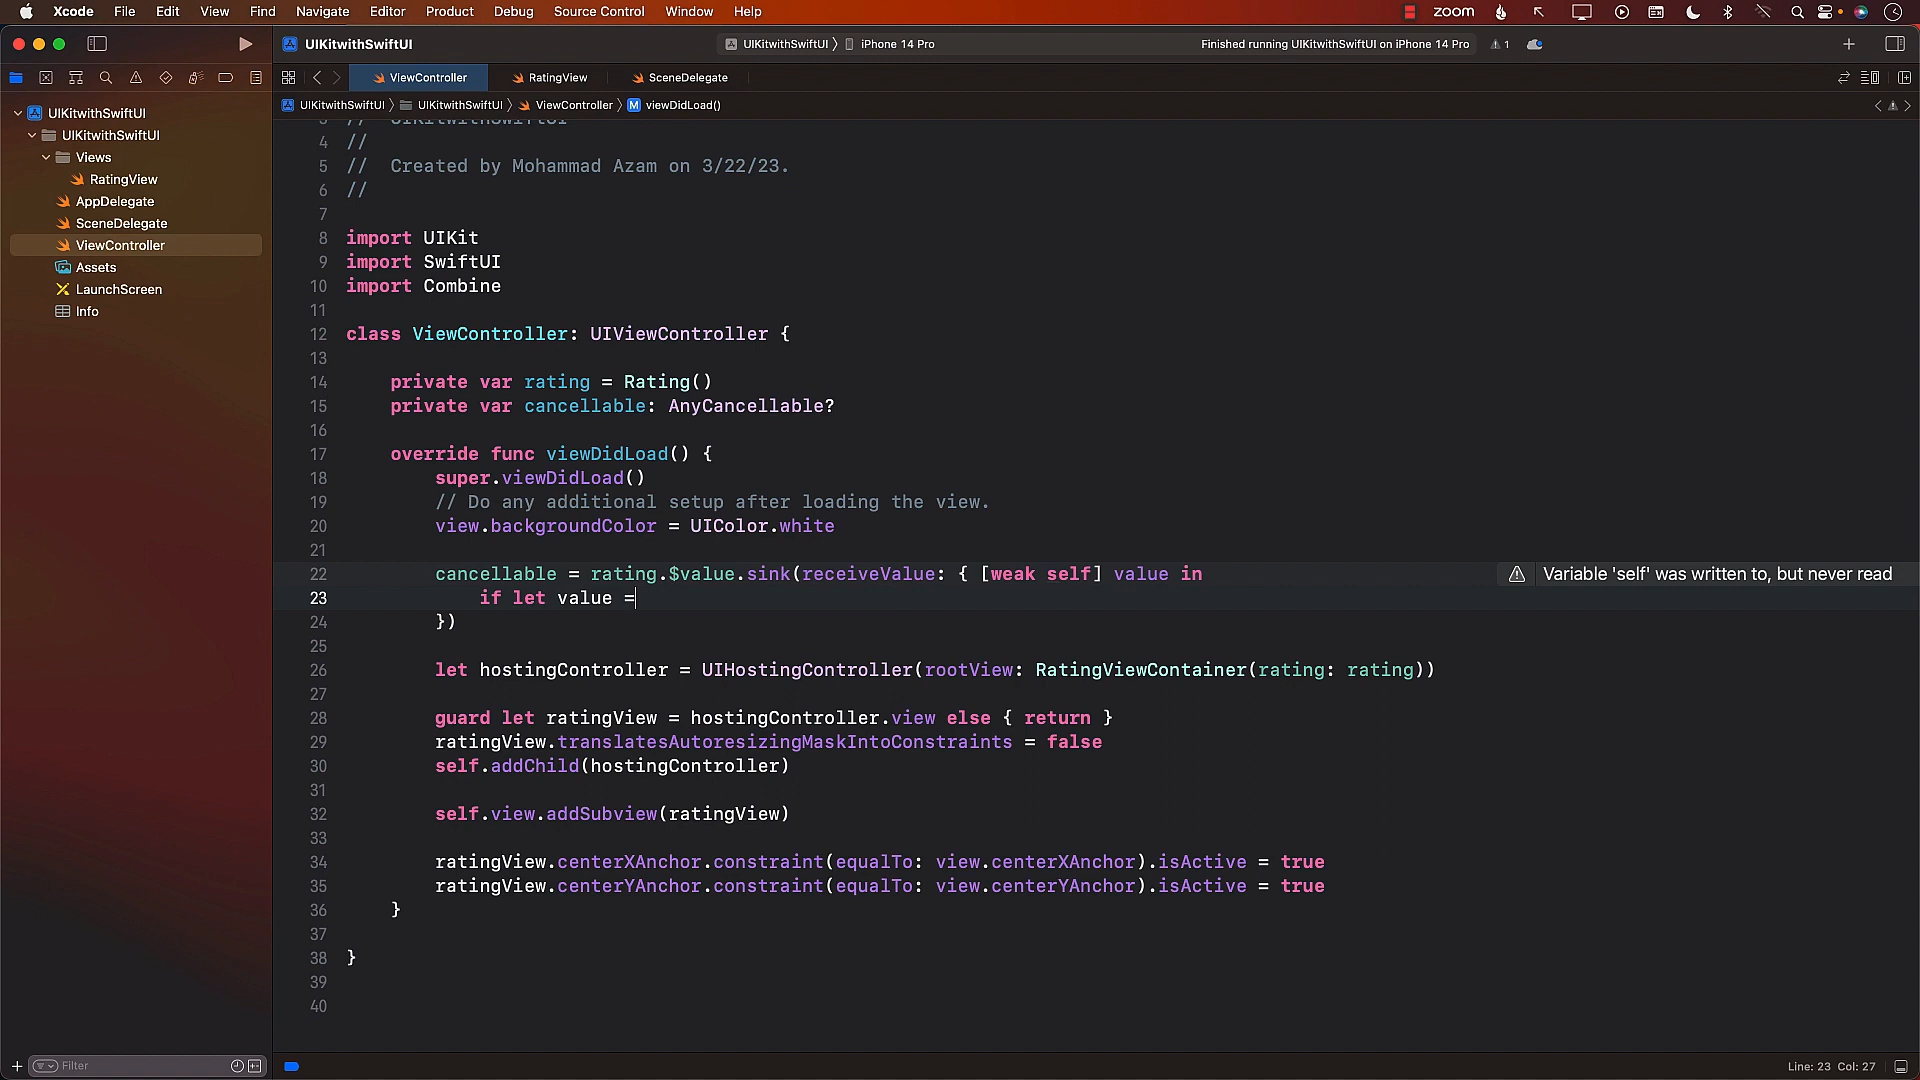 Xcode File Edit View Find Navigate Editor Product Debug Source Control Window Help zoom
UIKitwithSwiftUI UIKitwithSwiftUI 〉 iPhone 14 Pro Finished running UIKitwithSwiftUI on iPhone 14 Pro 1
ViewController RatingView SceneDelegate
UIKitwithSwiftUI 〉 UIKitwithSwiftUI 〉 ViewController 〉 M viewDidLoad()
UIKitwithSwiftUI
UIKitwithSwiftUI
Views
RatingView
AppDelegate
SceneDelegate
ViewController
Assets
LaunchScreen
Info
Filter
3 // UIKitwithSwiftUI
4 //
5 // Created by Mohammad Azam on 3/22/23.
6 //
7
8 import UIKit
9 import SwiftUI
10 import Combine
11
12 class ViewController: UIViewController {
13
14 private var rating = Rating()
15 private var cancellable: AnyCancellable?
16
17 override func viewDidLoad() {
18 super.viewDidLoad()
19 // Do any additional setup after loading the view.
20 view.backgroundColor = UIColor.white
21
22 cancellable = rating.$value.sink(receiveValue: { [weak self] value in Variable 'self' was written to, but never read
23 if let value =
24 })
25
26 let hostingController = UIHostingController(rootView: RatingViewContainer(rating: rating))
27
28 guard let ratingView = hostingController.view else { return }
29 ratingView.translatesAutoresizingMaskIntoConstraints = false
30 self.addChild(hostingController)
31
32 self.view.addSubview(ratingView)
33
34 ratingView.centerXAnchor.constraint(equalTo: view.centerXAnchor).isActive = true
35 ratingView.centerYAnchor.constraint(equalTo: view.centerYAnchor).isActive = true
36 }
37
38 }
39
40
Line: 23 Col: 27